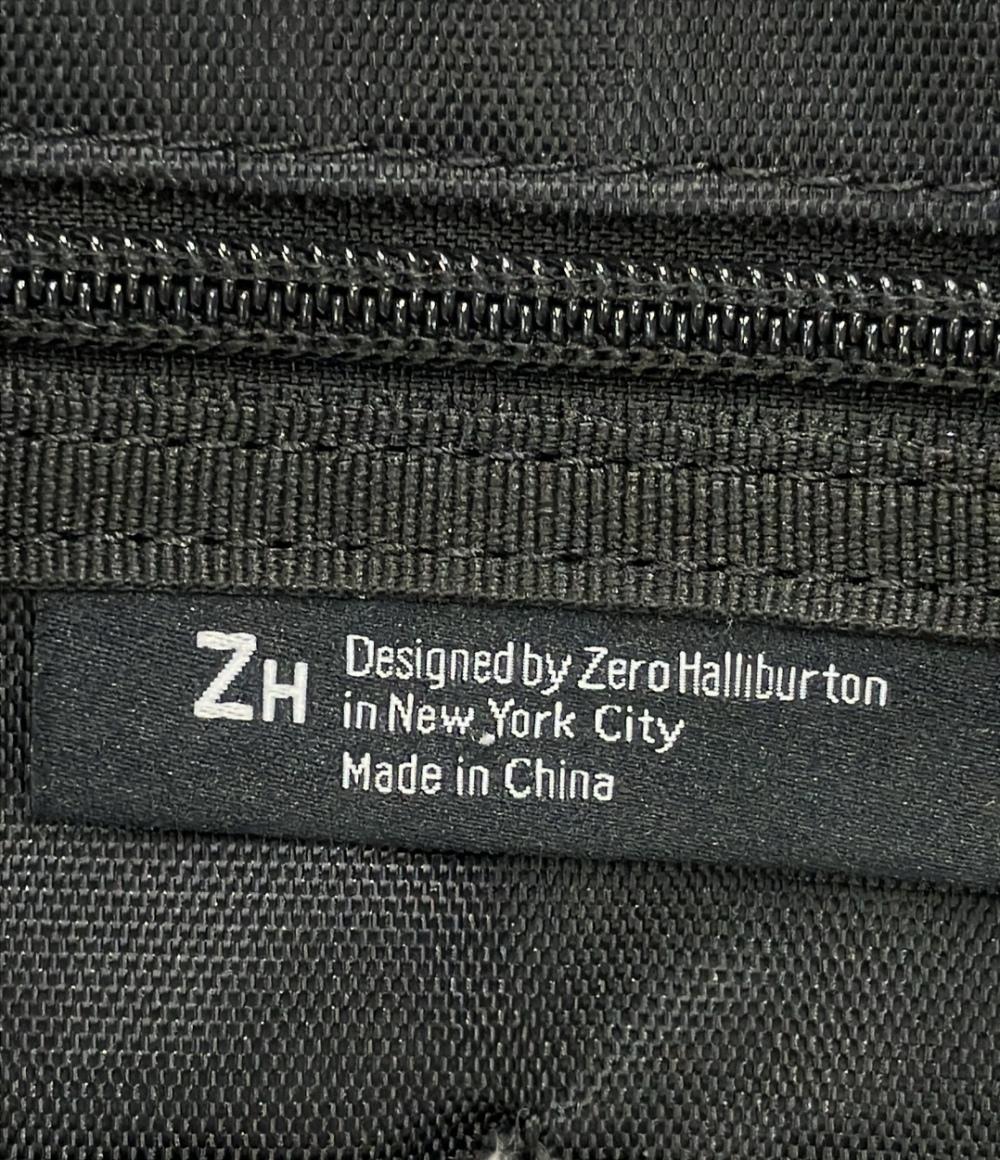 ZH
Designed by Zero Halliburton
in New York City
Made in China